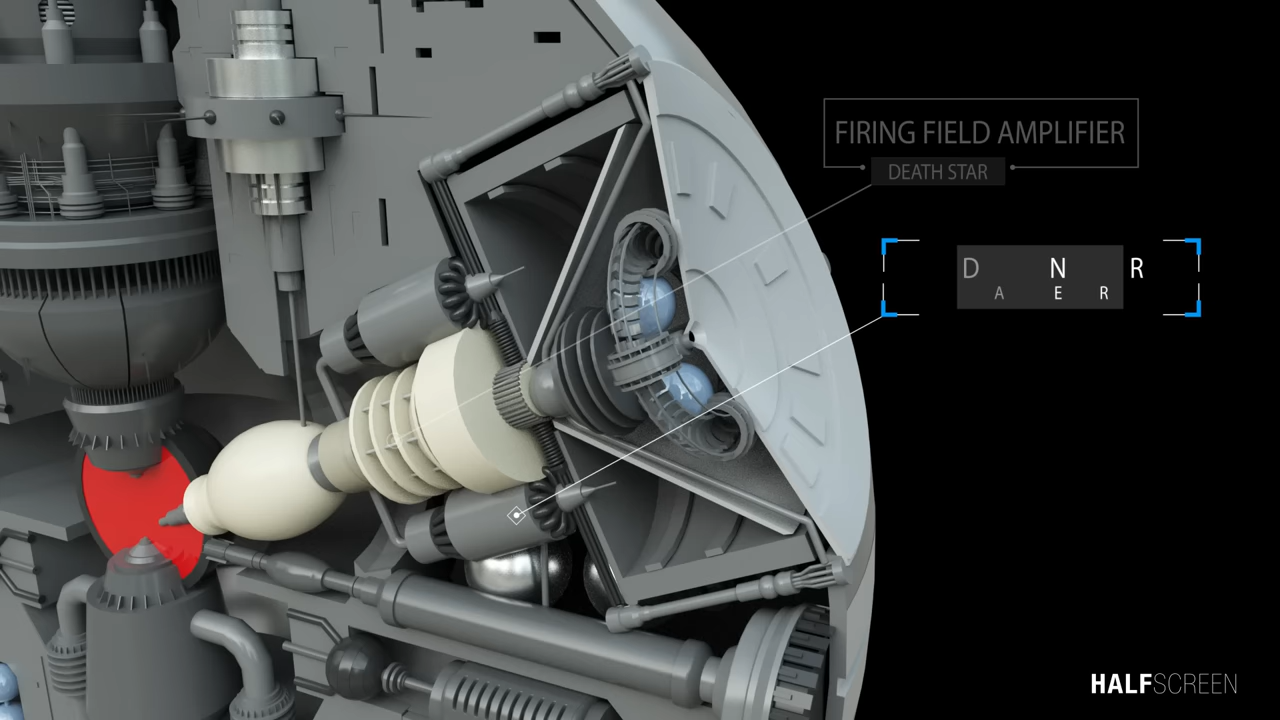 FIRING FIELD AMPLIFIER
DEATH STAR
D N R
A E R
HALFSCREEN